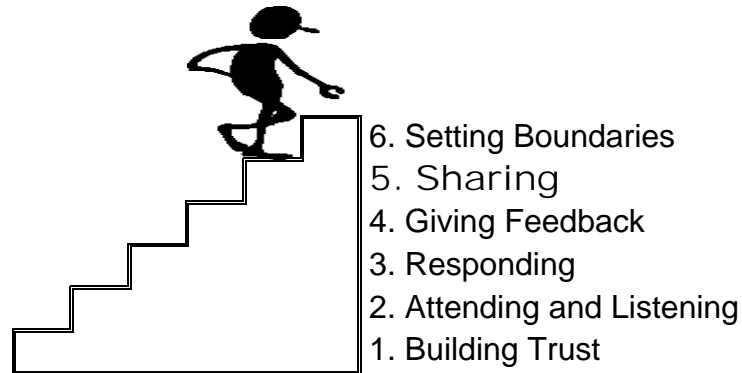 6. Setting Boundaries
5. Sharing
4. Giving Feedback
3. Responding
2. Attending and Listening
1. Building Trust